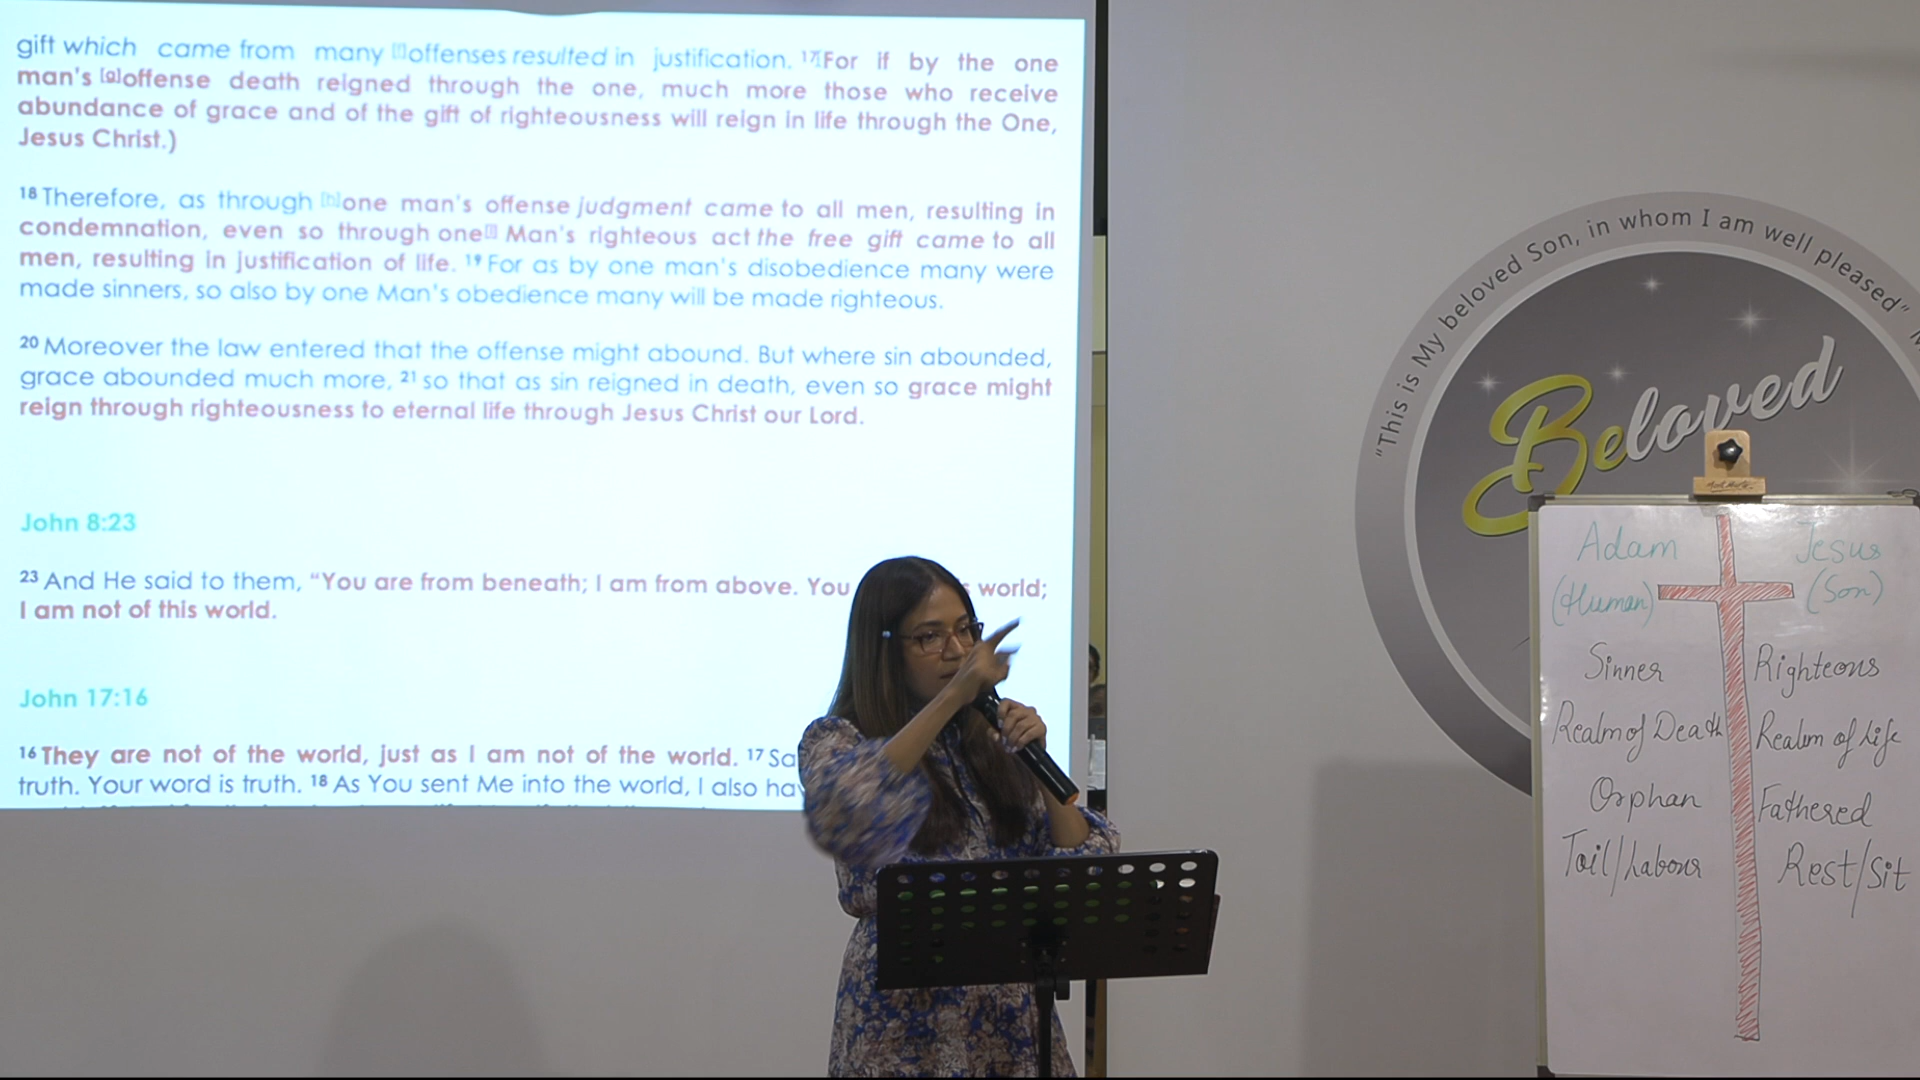 gift which came from many [f]offenses resulted in justification. 17 For if by the one
man's [g]offense death reigned through the one, much more those who receive
abundance of grace and of the gift of righteousness will reign in life through the One,
Jesus Christ.)
18 Therefore, as through [h]one man's offense judgment came to all men, resulting in
condemnation, even so through one[i] Man's righteous act the free gift came to all
men, resulting in justification of life. 19 For as by one man's disobedience many were
made sinners, so also by one Man's obedience many will be made righteous.
20 Moreover the law entered that the offense might abound. But where sin abounded,
grace abounded much more, 21 so that as sin reigned in death, even so grace might
reign through righteousness to eternal life through Jesus Christ our Lord.
John 8:23
23 And He said to them, “You are from beneath; I am from above. You world;
I am not of this world.
John 17:16
16 They are not of the world, just as I am not of the world. 17
truth. Your word is truth. 18 As You sent Me into the world, I also
"This is My beloved Son, in whom I am well pleased"
Beloved
Adam Jesus
(Human) (Son)
Sinner Righteous
Realm of Death Realm of Life
Orphan Fathered
Toil/Labour Rest/Sit